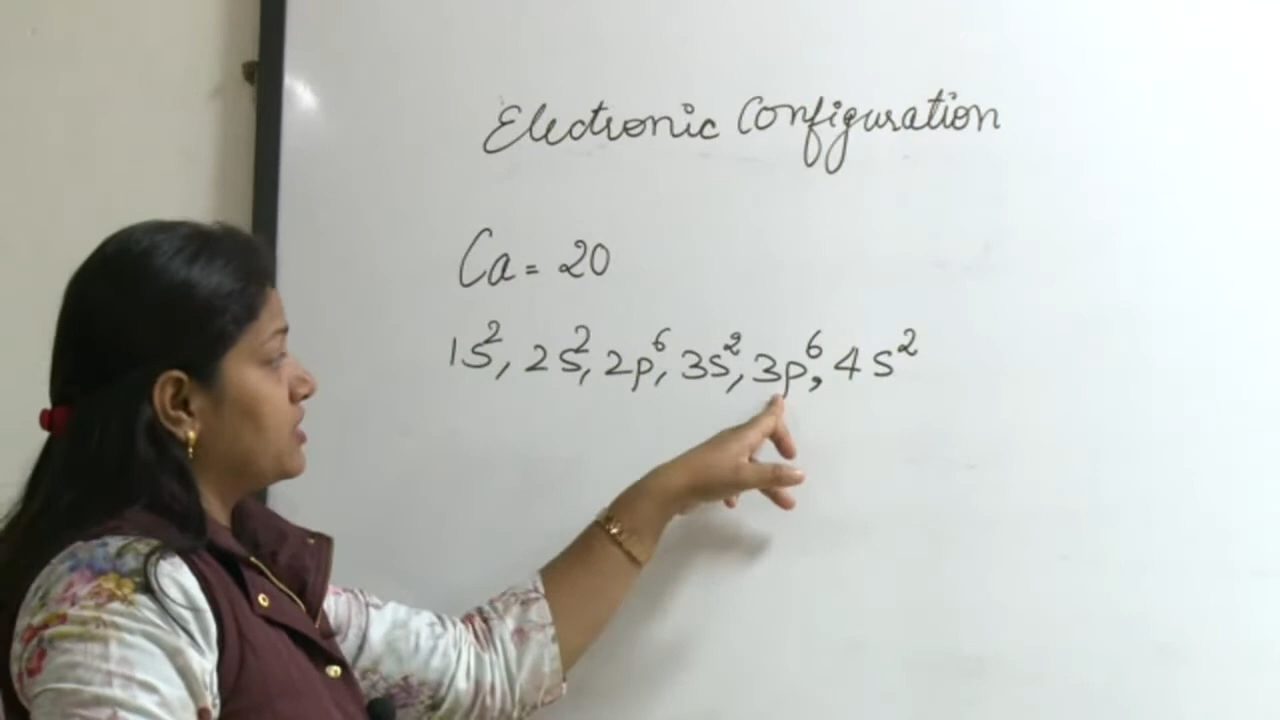 Electronic Configuration
Ca = 20
1s², 2s², 2p⁶, 3s², 3p⁶, 4s²